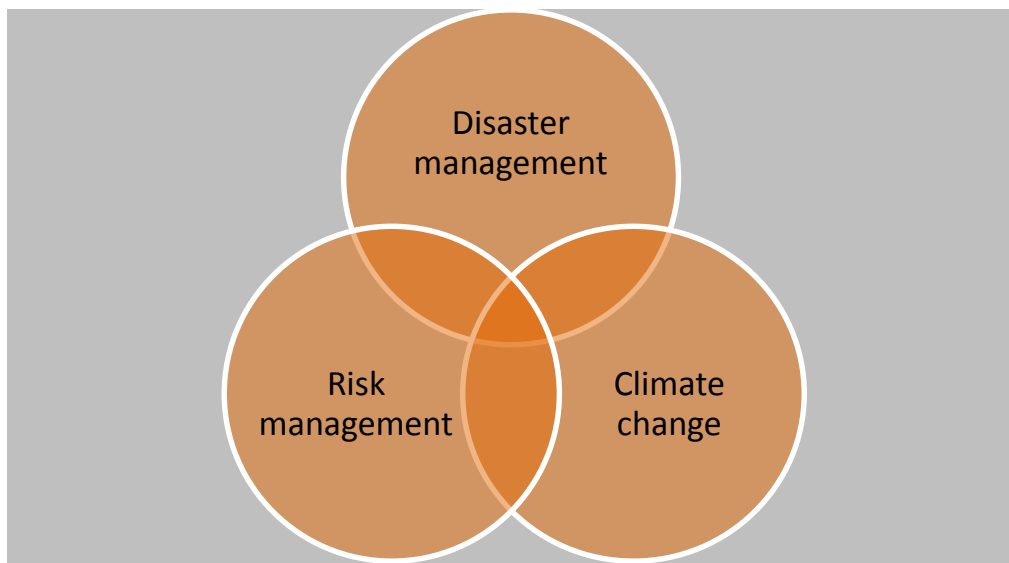 Disaster
management
Risk
management
Climate
change